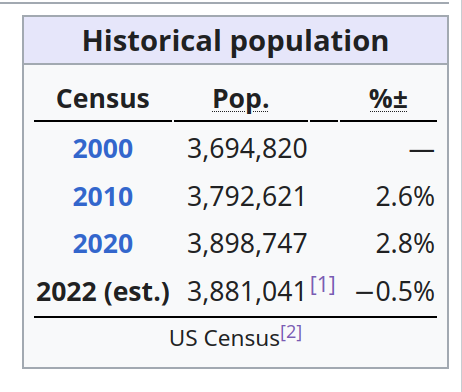 Historical population
Census Pop. %±
2000 3,694,820 —
2010 3,792,621 2.6%
2020 3,898,747 2.8%
2022 (est.) 3,881,041[1] −0.5%
US Census[2]